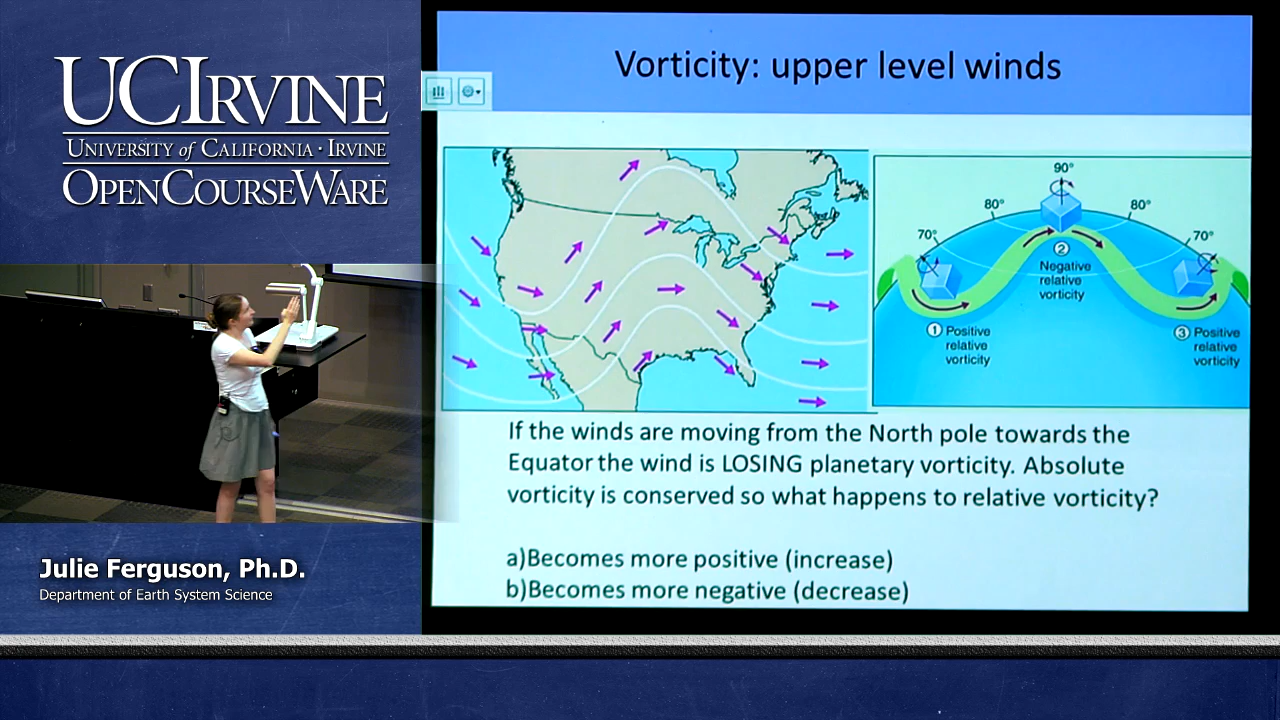 UCIRVINE
UNIVERSITY of CALIFORNIA · IRVINE
OPENCOURSEWARE
Julie Ferguson, Ph.D.
Department of Earth System Science
Vorticity: upper level winds
90°
80°
80°
70°
70°
2
Negative
relative
vorticity
1 Positive
relative
vorticity
3 Positive
relative
vorticity
If the winds are moving from the North pole towards the
Equator the wind is LOSING planetary vorticity. Absolute
vorticity is conserved so what happens to relative vorticity?
a)Becomes more positive (increase)
b)Becomes more negative (decrease)